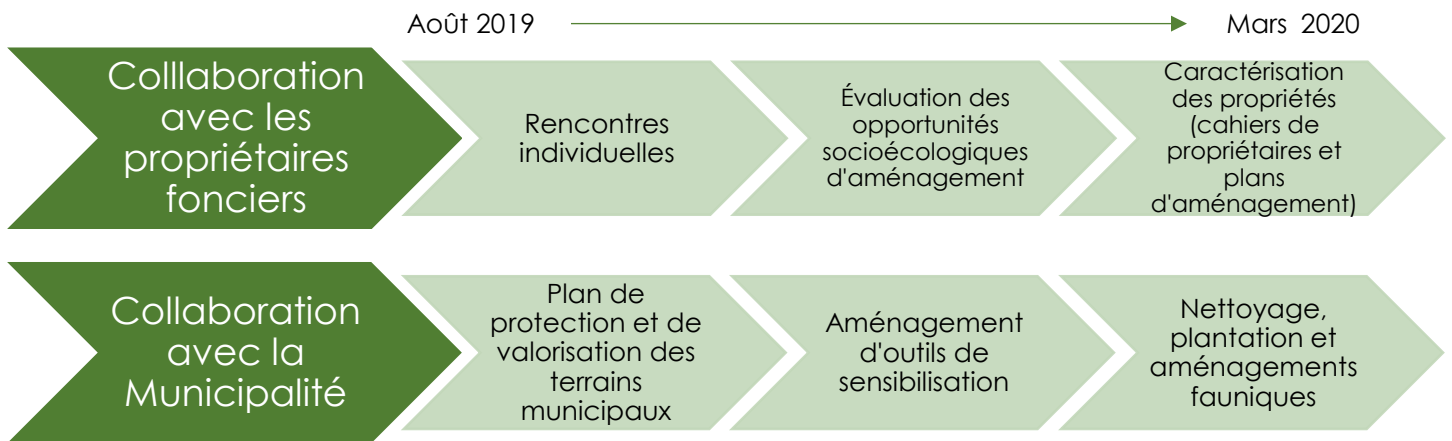 Août 2019
Mars 2020
Colllaboration
avec les
propriétaires
fonciers
Rencontres
individuelles
Évaluation des
opportunités
socioécologiques
d'aménagement
Caractérisation
des propriétés
(cahiers de
propriétaires et
plans
d'aménagement)
Collaboration
avec la
Municipalité
Plan de
protection et de
valorisation des
terrains
municipaux
Aménagement
d'outils de
sensibilisation
Nettoyage,
plantation et
aménagements
fauniques